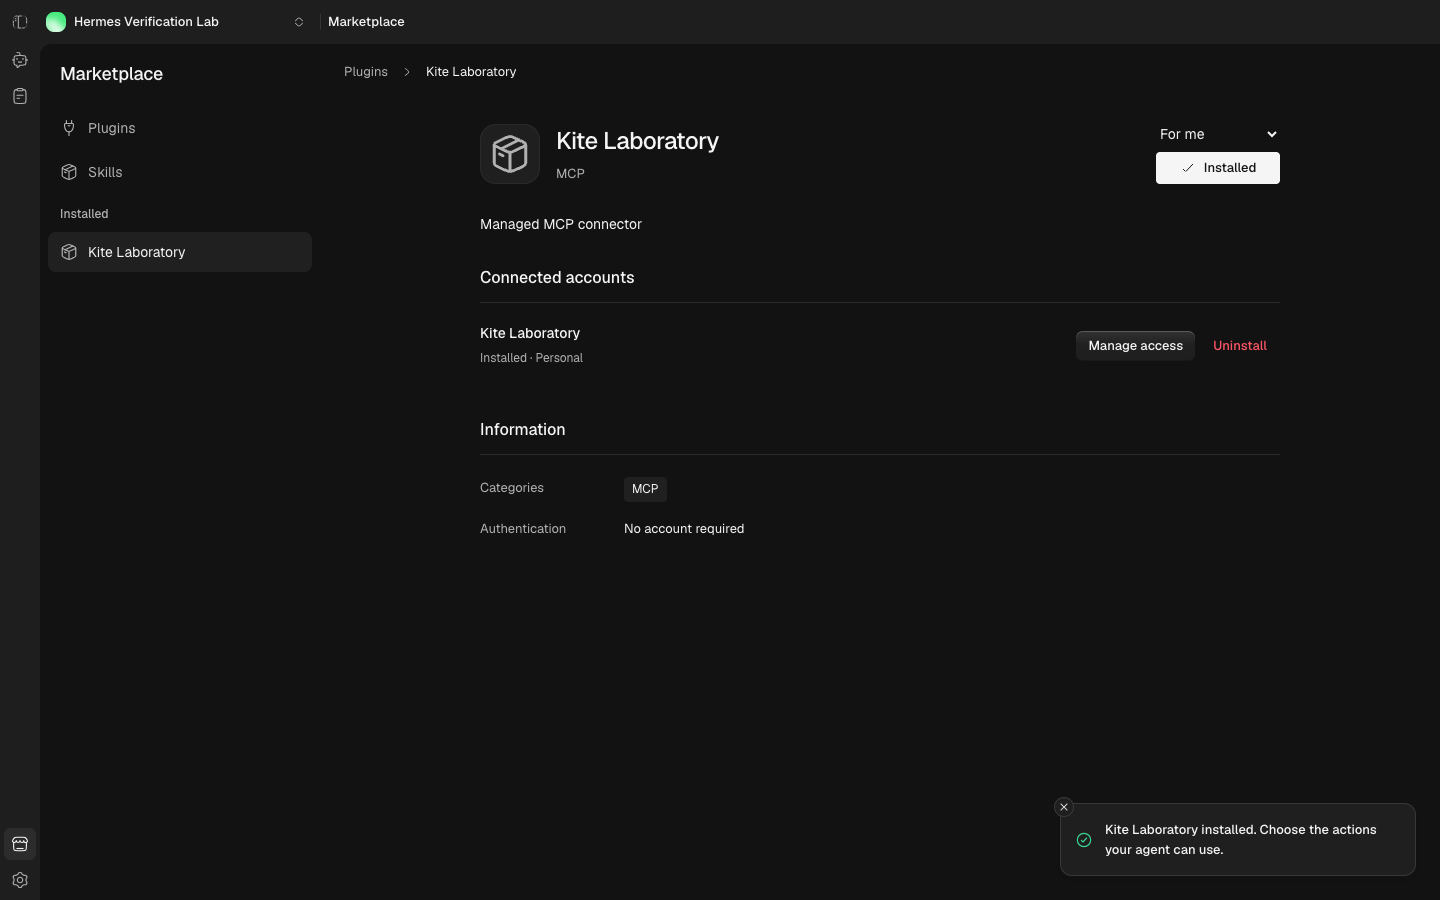 Hermes Verification Lab
Marketplace
Marketplace
Plugins
Skills
Installed
Kite Laboratory
Plugins
Kite Laboratory
Kite Laboratory
MCP
For me
Installed
Managed MCP connector
Connected accounts
Kite Laboratory
Installed · Personal
Manage access
Uninstall
Information
Categories
MCP
Authentication
No account required
Kite Laboratory installed. Choose the actions
your agent can use.